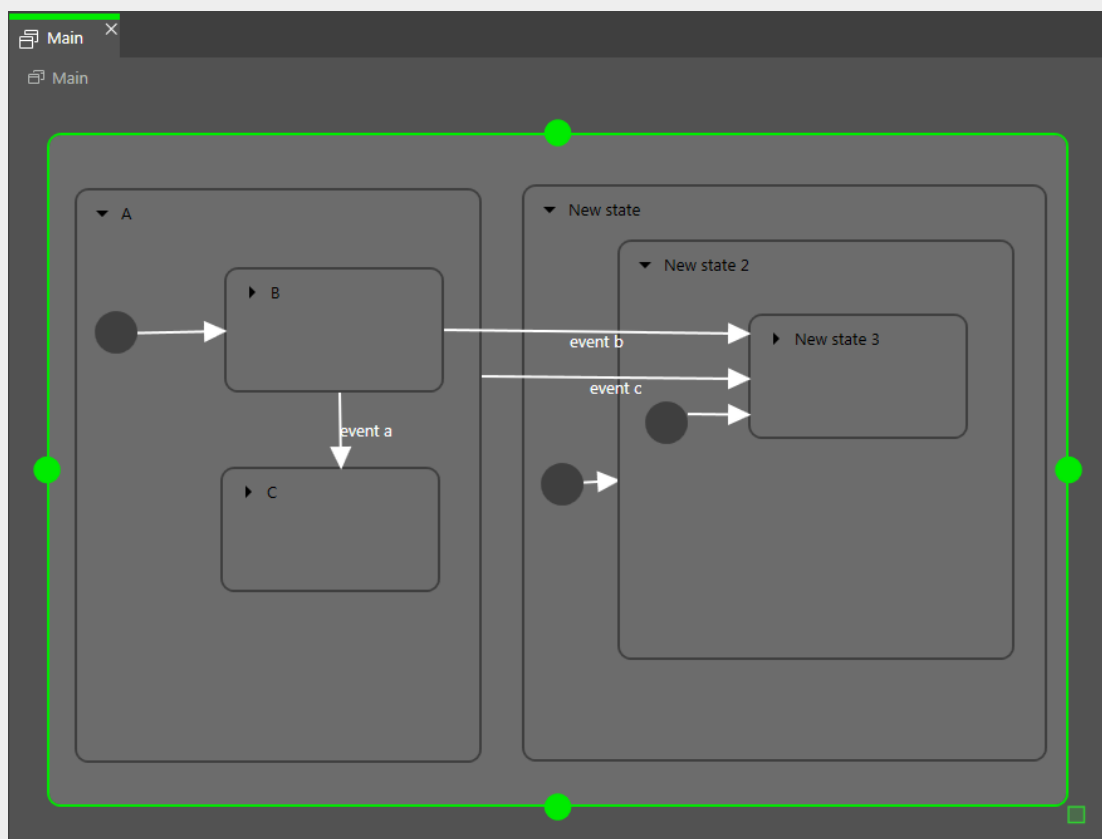 Main
Main
A
New state
New state 2
B
New state 3
event b
event c
event a
C